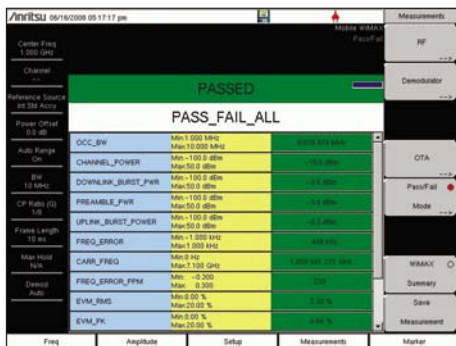 Anritsu 06/16/2008 05:17:17 pm
Mobile WiMAX
Pass/Fail
Center Freq
1.000 GHz
Channel
--
Reference Source
Int Std Accy
Power Offset
0.0 dB
Auto Range
On
BW
10 MHz
CP Ratio (G)
1/8
Frame Length
10 ms
Max Hold
N/A
Demod
Auto
PASSED
PASS_FAIL_ALL
OCC_BW Min:1.000 MHz
Max:10.000 MHz
CHANNEL_POWER Min:-100.0 dBm
Max:50.0 dBm
DOWNLINK_BURST_PWR Min:-100.0 dBm
Max:50.0 dBm
PREAMBLE_PWR Min:-100.0 dBm
Max:50.0 dBm
UPLINK_BURST_POWER Min:-100.0 dBm
Max:50.0 dBm
FREQ_ERROR Min:-1.000 kHz
Max:1.000 kHz
CARR_FREQ Min:0 Hz
Max:7.100 GHz
FREQ_ERROR_PPM Min: -0.300
Max: 0.300
EVM_RMS Min:0.00 %
Max:20.00 %
EVM_PK Min:0.00 %
Max:20.00 %
Measurements
RF
-->
Demodulator
-->
OTA
-->
Pass/Fail
Mode
-->
WiMAX
Summary
Save
Measurement
Freq Amplitude Setup Measurements Marker